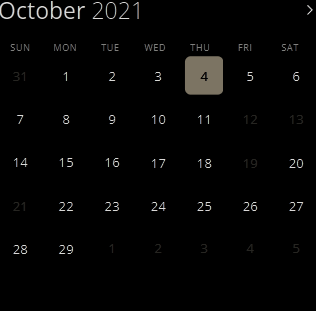 October 2021
SUN MON TUE WED THU FRI SAT
31 1 2 3 4 5 6
7 8 9 10 11 12 13
14 15 16 17 18 19 20
21 22 23 24 25 26 27
28 29 1 2 3 4 5